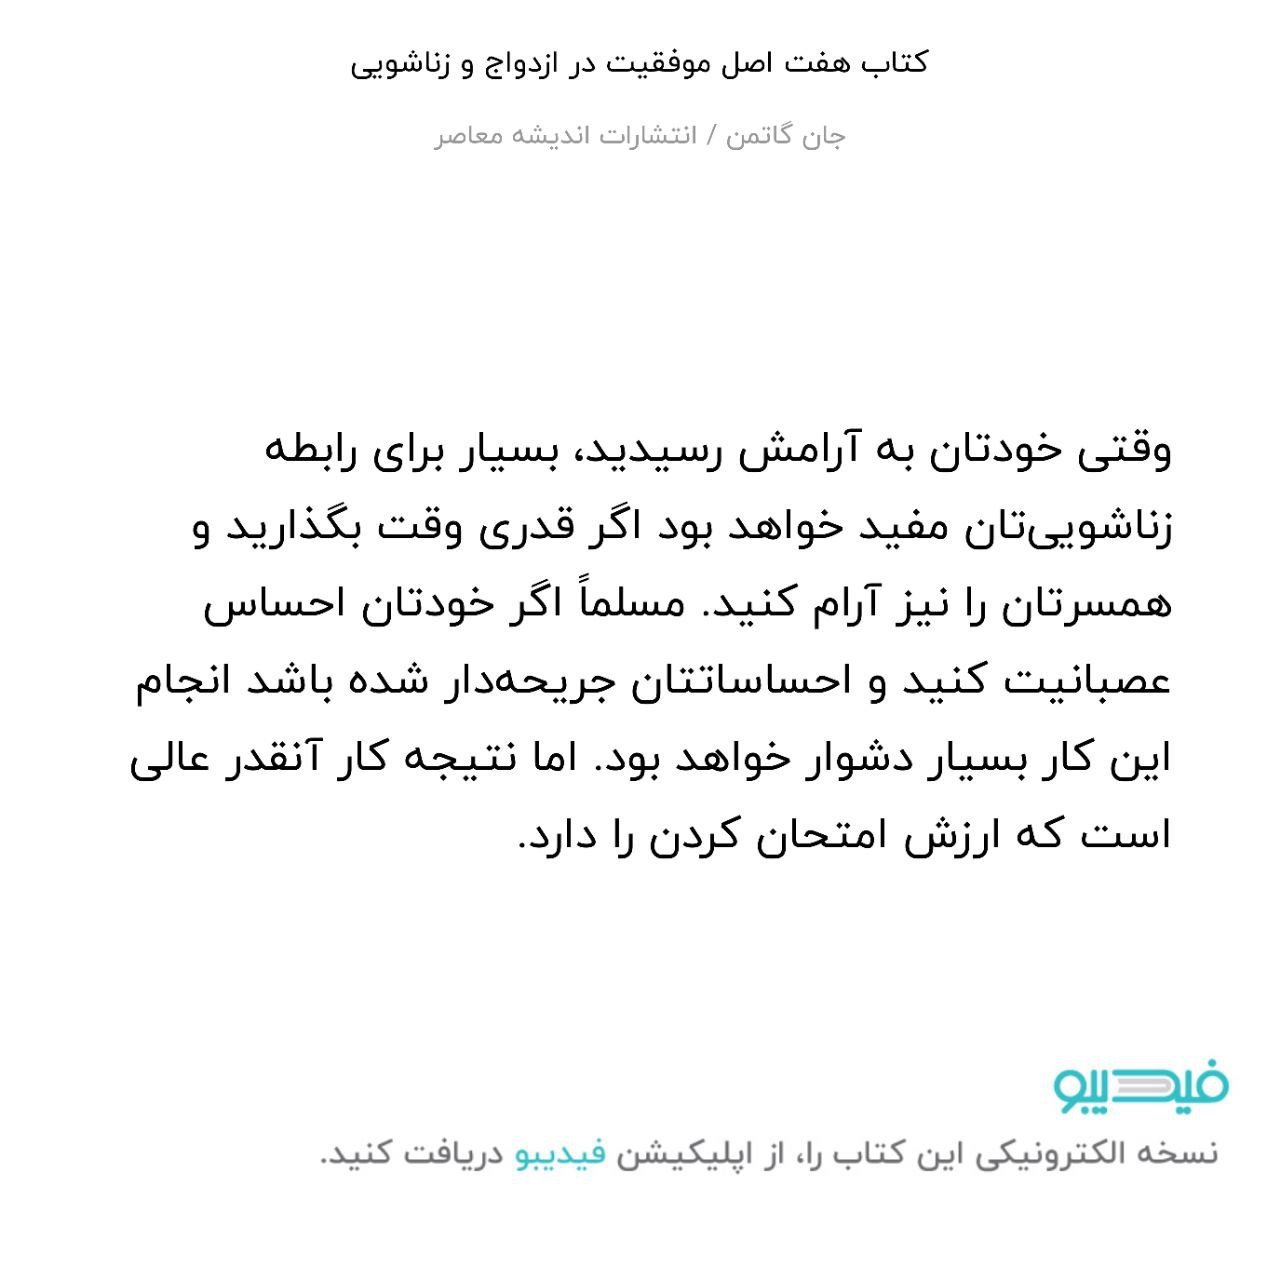 کتاب هفت اصل موفقیت در ازدواج و زناشویی
جان گاتمن / انتشارات اندیشه معاصر
وقتی خودتان به آرامش رسیدید، بسیار برای رابطه
زناشویی‌تان مفید خواهد بود اگر قدری وقت بگذارید و
همسرتان را نیز آرام کنید. مسلماً اگر خودتان احساس
عصبانیت کنید و احساساتتان جریحه‌دار شده باشد انجام
این کار بسیار دشوار خواهد بود. اما نتیجه کار آنقدر عالی
است که ارزش امتحان کردن را دارد.
فیدیبو
نسخه الکترونیکی این کتاب را، از اپلیکیشن فیدیبو دریافت کنید.